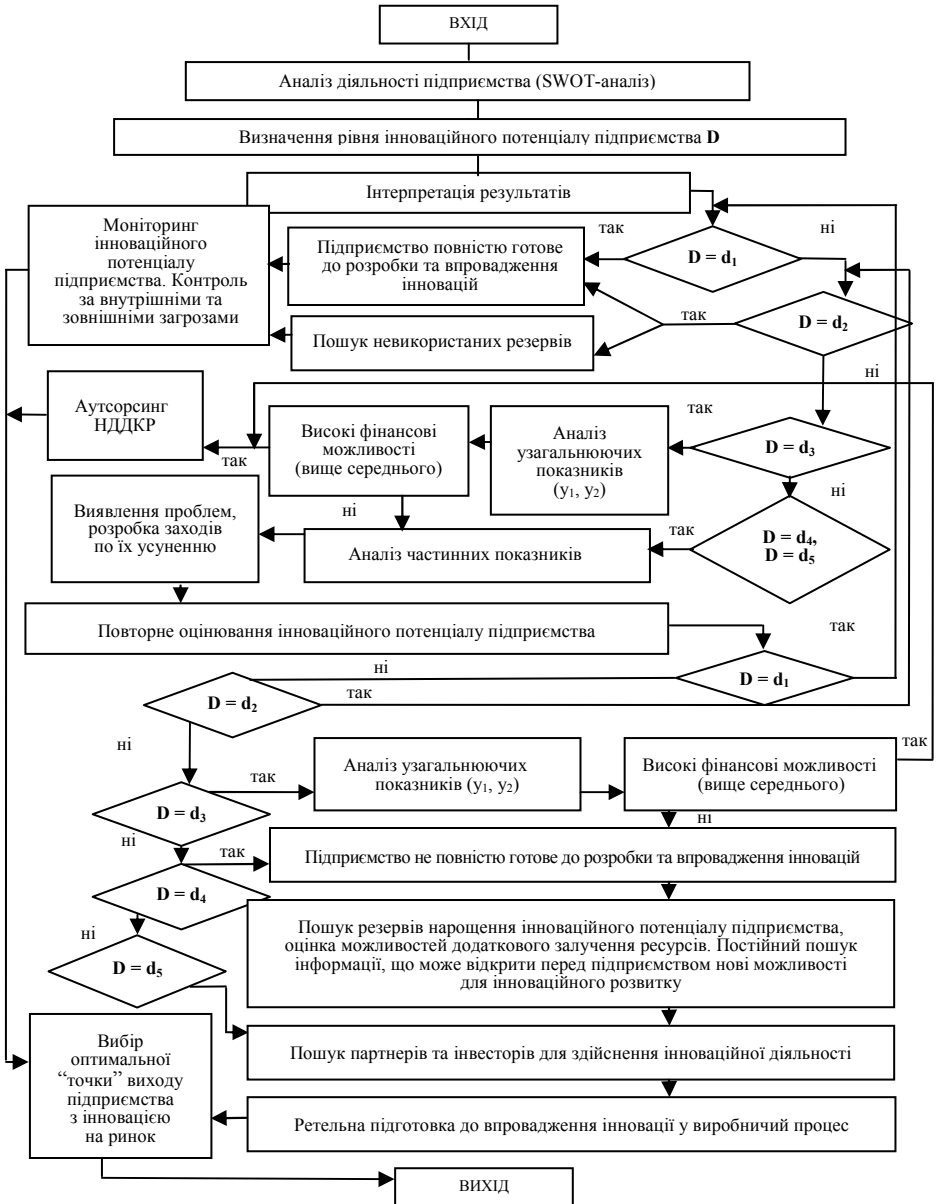 ВХІД
Аналіз діяльності підприємства (SWOT-аналіз)
Визначення рівня інноваційного потенціалу підприємства D
Інтерпретація результатів
Моніторинг
інноваційного
потенціалу
підприємства. Контроль
за внутрішніми та
зовнішніми загрозами
Підприємство повністю готове
до розробки та впровадження
інновацій
так
D = d₁
ні
Пошук невикористаних резервів
так
D = d₂
ні
Аутсорсинг
НДДКР
так
Високі фінансові
можливості
(вище середнього)
Аналіз
узагальнюючих
показників
(y₁, y₂)
так
D = d₃
ні
Виявлення проблем,
розробка заходів
по їх усуненню
ні
Аналіз частинних показників
так
D = d₄,
D = d₅
Повторне оцінювання інноваційного потенціалу підприємства
так
D = d₁
ні
D = d₂
так
ні
так
Аналіз узагальнюючих
показників (y₁, y₂)
Високі фінансові можливості
(вище середнього)
так
D = d₃
ні
ні
так
Підприємство не повністю готове до розробки та впровадження інновацій
D = d₄
ні
Пошук резервів нарощення інноваційного потенціалу підприємства,
оцінка можливостей додаткового залучення ресурсів. Постійний пошук
інформації, що може відкрити перед підприємством нові можливості
для інноваційного розвитку
D = d₅
Вибір
оптимальної
“точки” виходу
підприємства
з інновацією
на ринок
Пошук партнерів та інвесторів для здійснення інноваційної діяльності
Ретельна підготовка до впровадження інновації у виробничий процес
ВИХІД